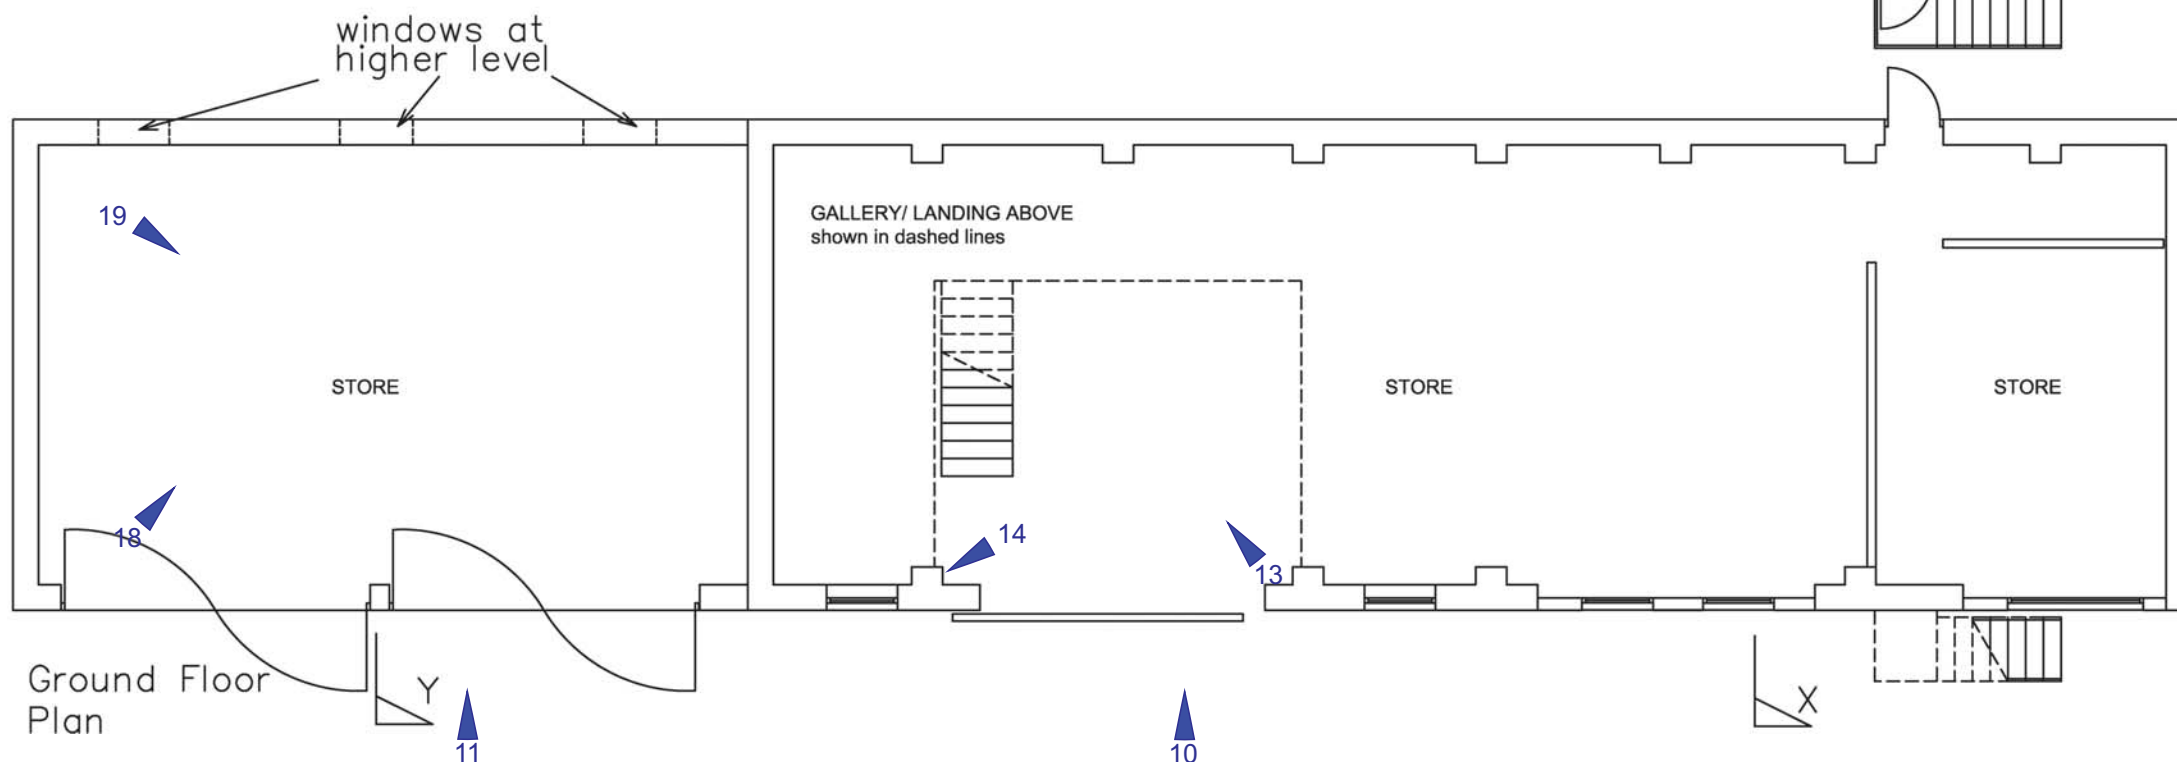 windows at
higher level
19
GALLERY/ LANDING ABOVE
shown in dashed lines
STORE
STORE
STORE
18
14
13
Ground Floor
Plan
Y
X
11
10